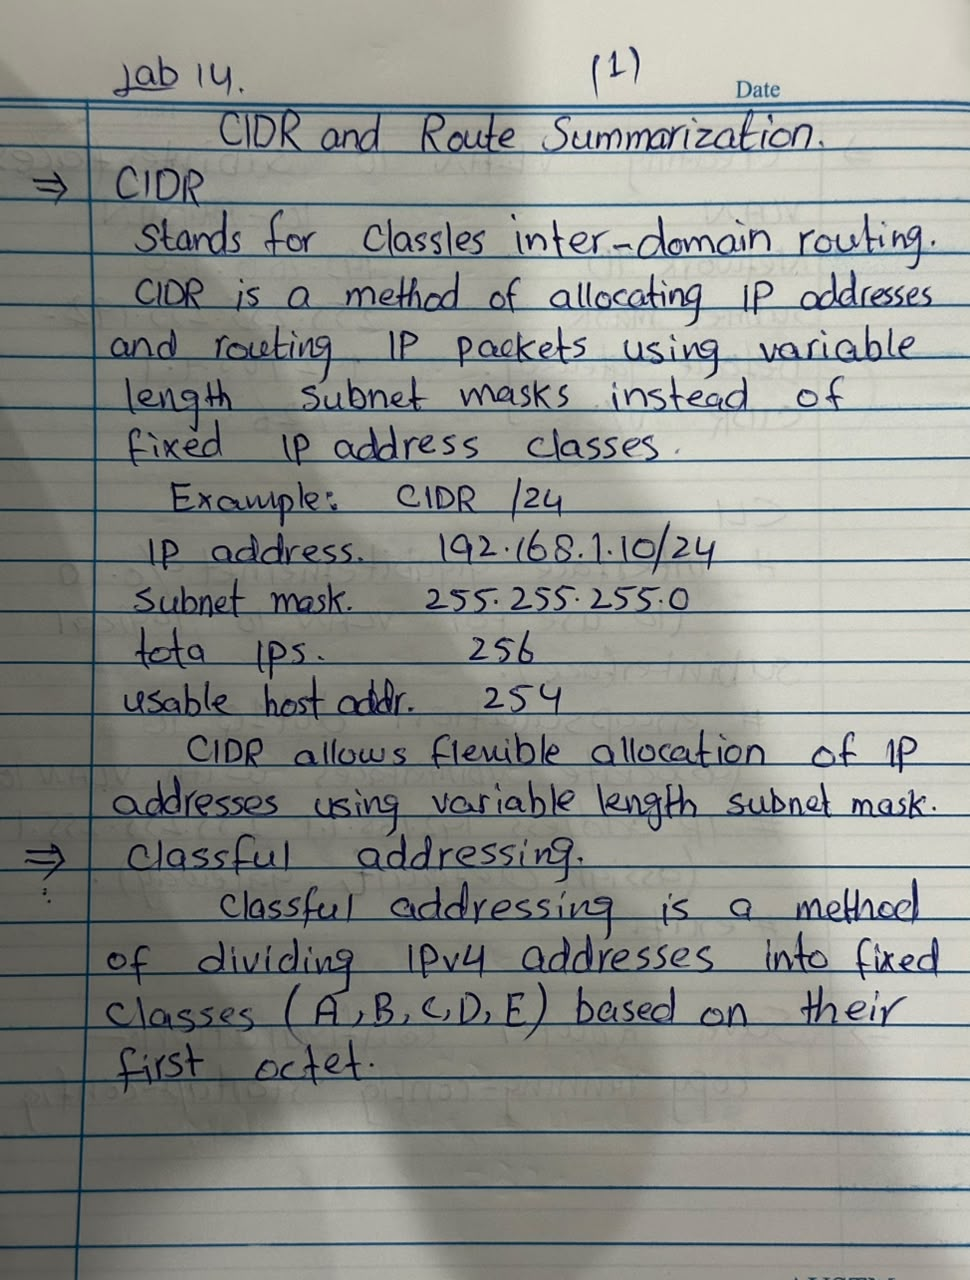 Lab 14.
(1)
Date
CIDR and Route Summarization.
⇒ CIDR
Stands for Classles inter-domain routing.
CIDR is a method of allocating IP addresses
and routing IP packets using variable
length subnet masks instead of
fixed IP address classes.
Example: CIDR /24
IP address. 192.168.1.10/24
Subnet mask. 255.255.255.0
tota IPs. 256
usable host addr. 254
CIDR allows flexible allocation of IP
addresses using variable length subnet mask.
⇒ Classful addressing.
Classful addressing is a method
of dividing IPv4 addresses into fixed
classes (A, B, C, D, E) based on their
first octet.